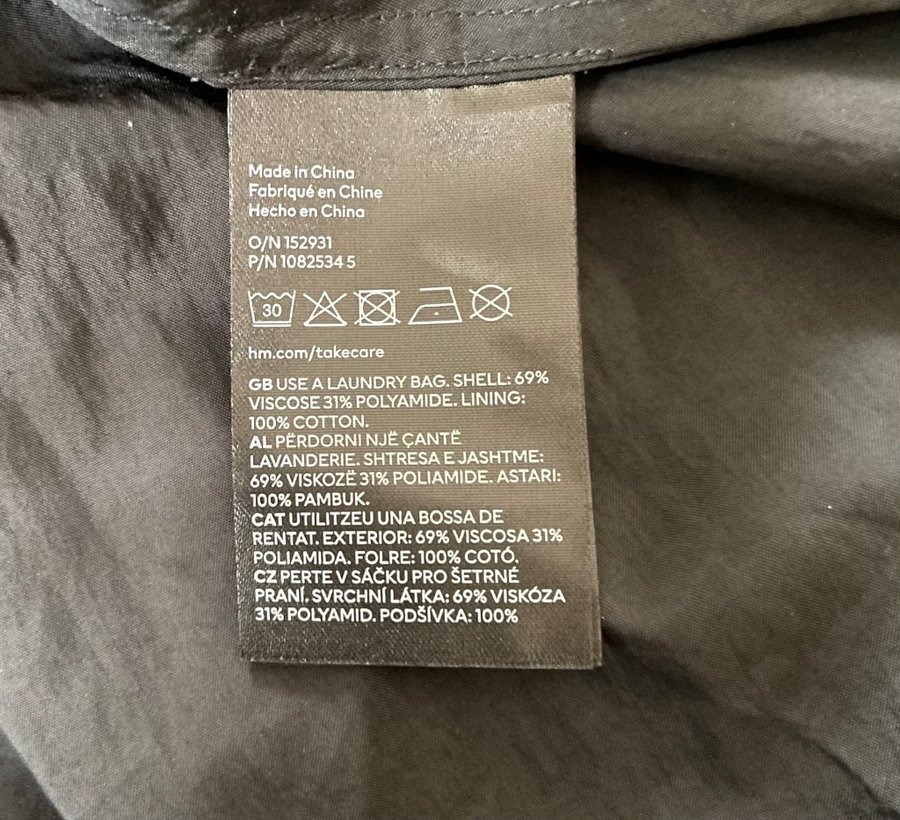 Made in China
Fabriqué en Chine
Hecho en China
O/N 152931
P/N 1082534 5
30
hm.com/takecare
GB USE A LAUNDRY BAG. SHELL: 69%
VISCOSE 31% POLYAMIDE. LINING:
100% COTTON.
AL PËRDORNI NJË ÇANTË
LAVANDERIE. SHTRESA E JASHTME:
69% VISKOZË 31% POLIAMIDE. ASTARI:
100% PAMBUK.
CAT UTILITZEU UNA BOSSA DE
RENTAT. EXTERIOR: 69% VISCOSA 31%
POLIAMIDA. FOLRE: 100% COTÓ.
CZ PERTE V SÁČKU PRO ŠETRNÉ
PRANÍ. SVRCHNÍ LÁTKA: 69% VISKÓZA
31% POLYAMID. PODŠÍVKA: 100%